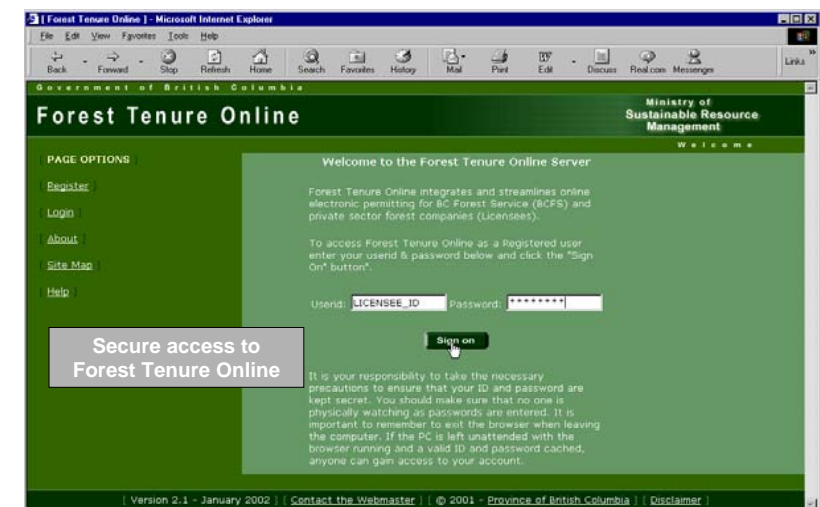 [ Forest Tenure Online ] - Microsoft Internet Explorer
File Edit View Favorites Tools Help
Back Forward Stop Refresh Home Search Favorites History Mail Print Edit Discuss Real.com Messenger Links
Government of British Columbia
Forest Tenure Online
Ministry of
Sustainable Resource
Management
Welcome
PAGE OPTIONS
Register
Login
About
Site Map
Help
Welcome to the Forest Tenure Online Server
Forest Tenure Online integrates and streamlines online
electronic permitting for BC Forest Service (BCFS) and
private sector forest companies (Licensees).
To access Forest Tenure Online as a Registered user
enter your userid & password below and click the "Sign
On" button".
Userid: LICENSEE_ID Password: ********
Sign on
Secure access to
Forest Tenure Online
It is your responsibility to take the necessary
precautions to ensure that your ID and password are
kept secret. You should make sure that no one is
physically watching as passwords are entered. It is
important to remember to exit the browser when leaving
the computer. If the PC is left unattended with the
browser running and a valid ID and password cached,
anyone can gain access to your account.
[ Version 2.1 - January 2002 ] [ Contact the Webmaster ] [ © 2001 - Province of British Columbia ] [ Disclaimer ]